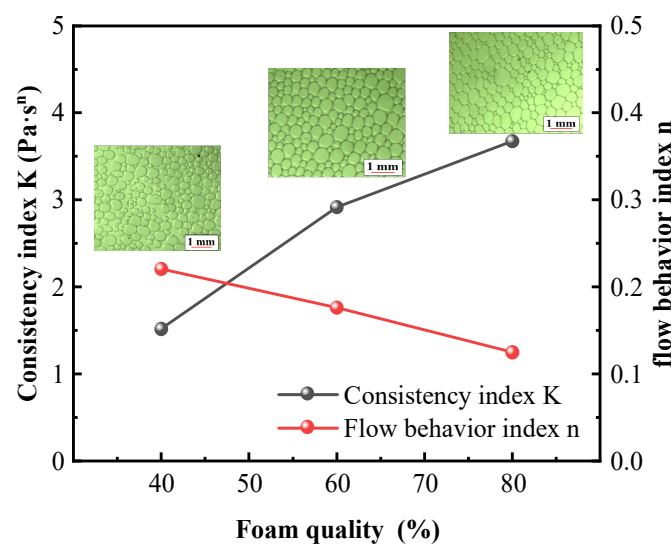 Consistency index K (Pa·sⁿ)
5
4
3
2
1
0
0.5
0.4
0.3
0.2
0.1
0.0
flow behavior index n
1 mm
1 mm
1 mm
Consistency index K
Flow behavior index n
40
50
60
70
80
Foam quality (%)